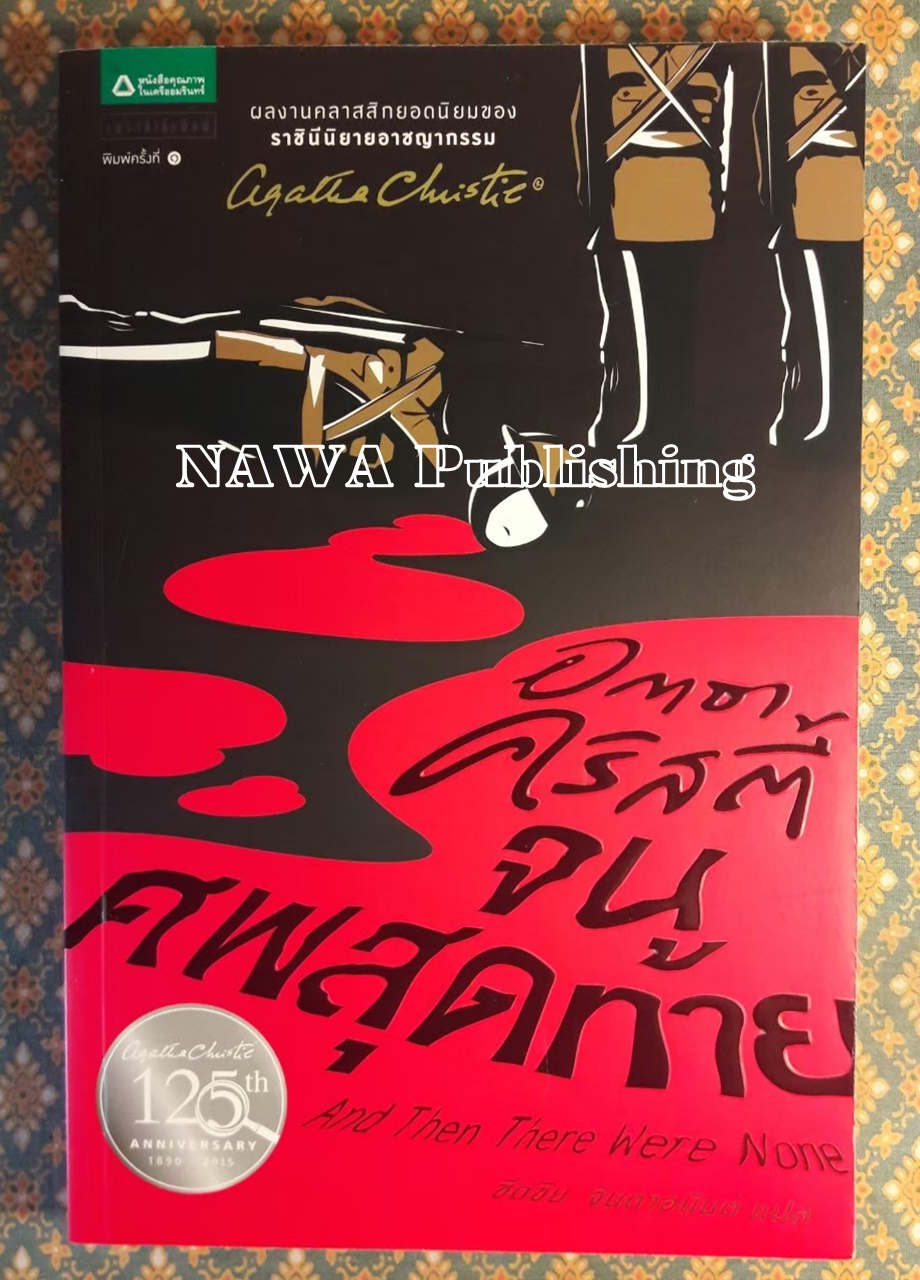 หนังสือคุณภาพ
ในเครืออมรินทร์
พิมพ์ครั้งที่ ๑
ผลงานคลาสสิกยอดนิยมของ
ราชินีนิยายอาชญากรรม
Agatha Christie®
NAWA Publishing
อกาธา
คริสตี้
จนู
ศพสุดท้าย
Agatha Christie
125th
ANNIVERSARY
1890 - 2015
And Then There Were None
แปล